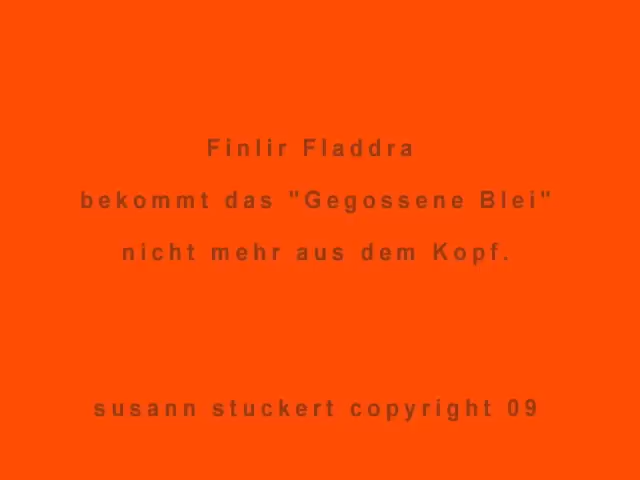 Finlir Fladdra
bekommt das "Gegossene Blei"
nicht mehr aus dem Kopf.
susann stuckert copyright 09